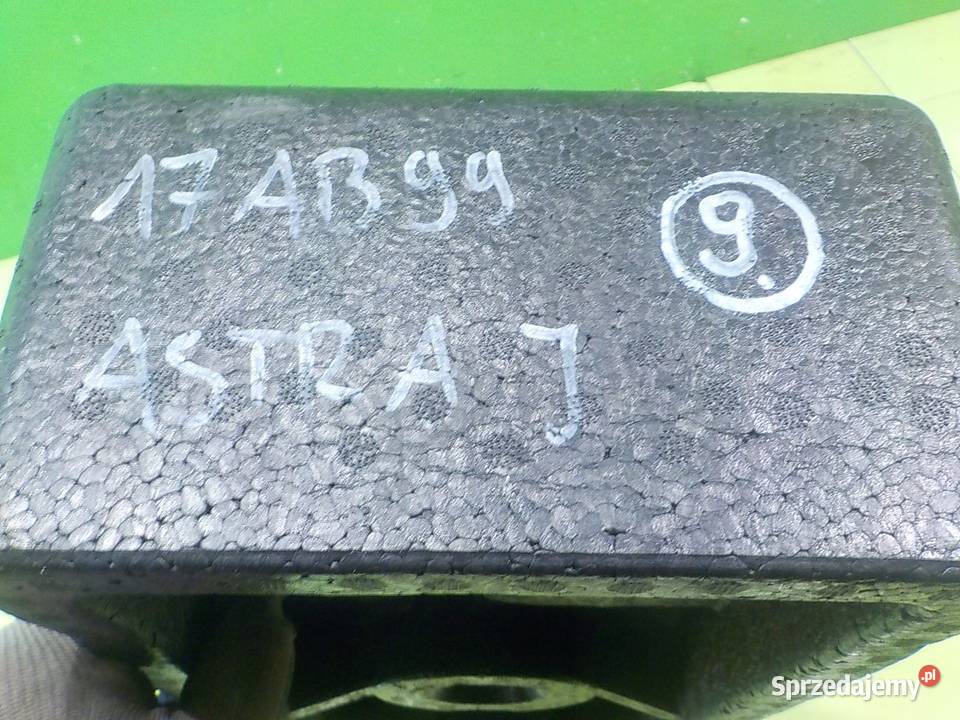 17AB99
9.
ASTRA J
Sprzedajemy.pl